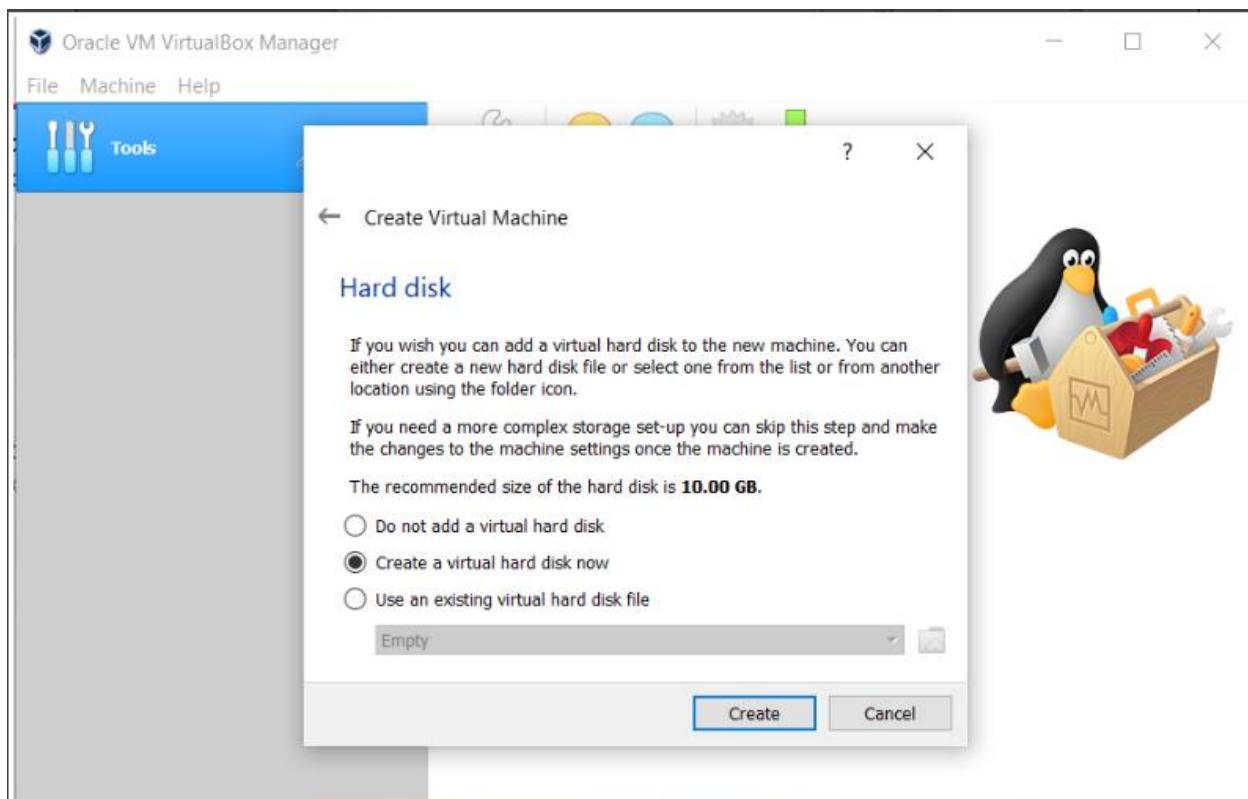 Oracle VM VirtualBox Manager
File Machine Help
Tools
?
Create Virtual Machine
Hard disk
If you wish you can add a virtual hard disk to the new machine. You can
either create a new hard disk file or select one from the list or from another
location using the folder icon.
If you need a more complex storage set-up you can skip this step and make
the changes to the machine settings once the machine is created.
The recommended size of the hard disk is 10.00 GB.
Do not add a virtual hard disk
Create a virtual hard disk now
Use an existing virtual hard disk file
Empty
Create Cancel